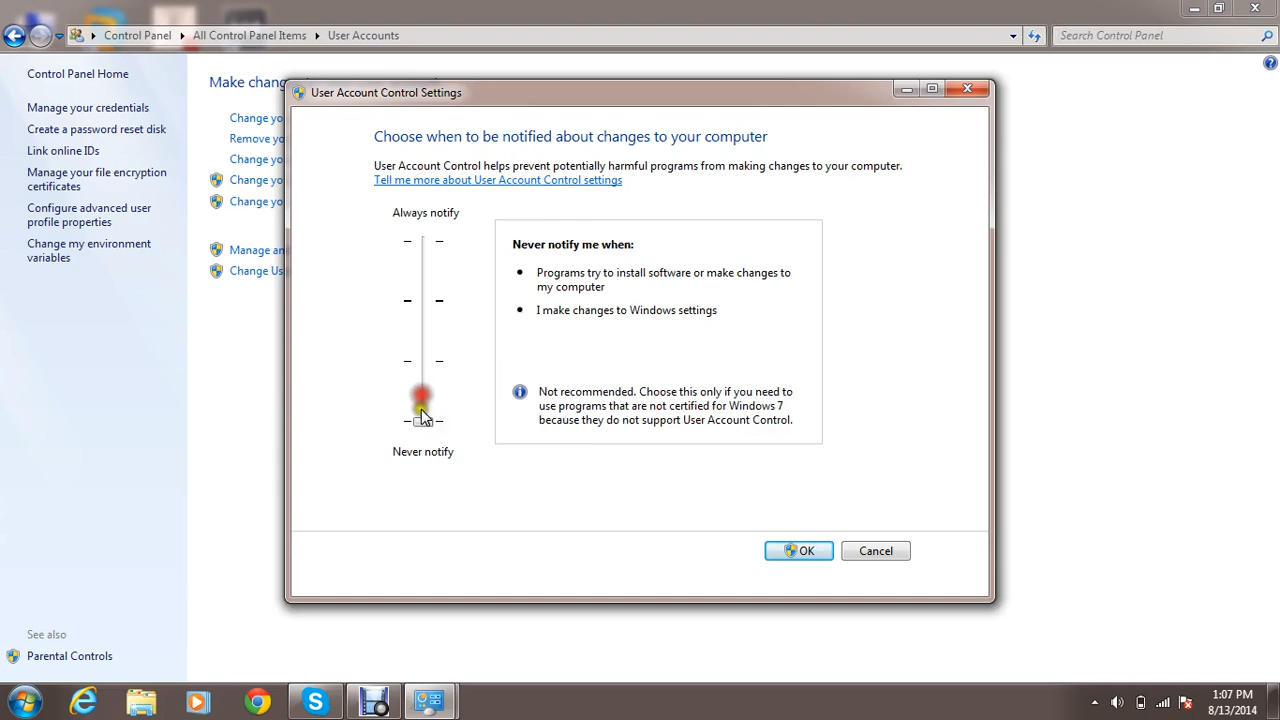 Control Panel
All Control Panel Items
User Accounts
Search Control Panel
Control Panel Home
Manage your credentials
Create a password reset disk
Link online IDs
Manage your file encryption
certificates
Configure advanced user
profile properties
Change my environment
variables
See also
Parental Controls
Make
Change
Remove
Change
Change
Change
Manage
Change
User Account Control Settings
Choose when to be notified about changes to your computer
User Account Control helps prevent potentially harmful programs from making changes to your computer.
Tell me more about User Account Control settings
Always notify
Never notify me when:
Programs try to install software or make changes to
my computer
I make changes to Windows settings
Not recommended. Choose this only if you need to
use programs that are not certified for Windows 7
because they do not support User Account Control.
Never notify
OK
Cancel
1:07 PM
8/13/2014